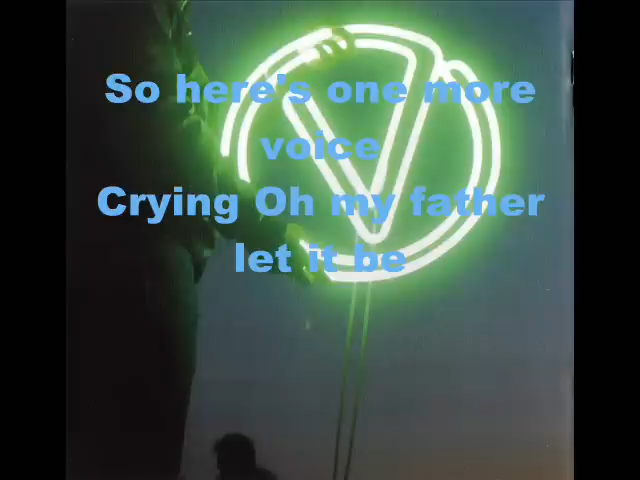 So here's one more
voice
Crying Oh my father
let it be